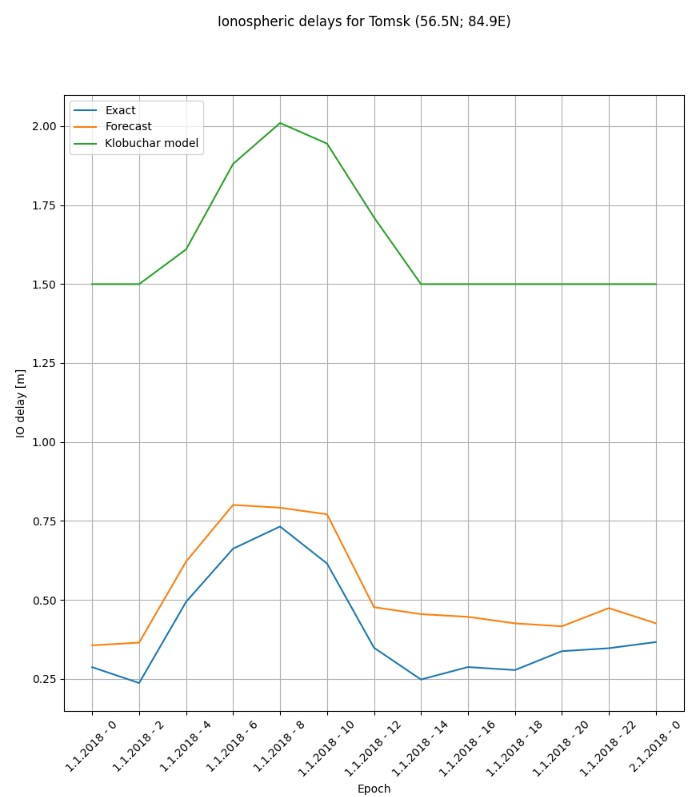 Ionospheric delays for Tomsk (56.5N; 84.9E)
Exact
Forecast
Klobuchar model
2.00
1.75
1.50
1.25
1.00
0.75
0.50
0.25
IO delay [m]
1.1.2018 - 0
1.1.2018 - 2
1.1.2018 - 4
1.1.2018 - 6
1.1.2018 - 8
1.1.2018 - 10
1.1.2018 - 12
1.1.2018 - 14
1.1.2018 - 16
1.1.2018 - 18
1.1.2018 - 20
1.1.2018 - 22
2.1.2018 - 0
Epoch